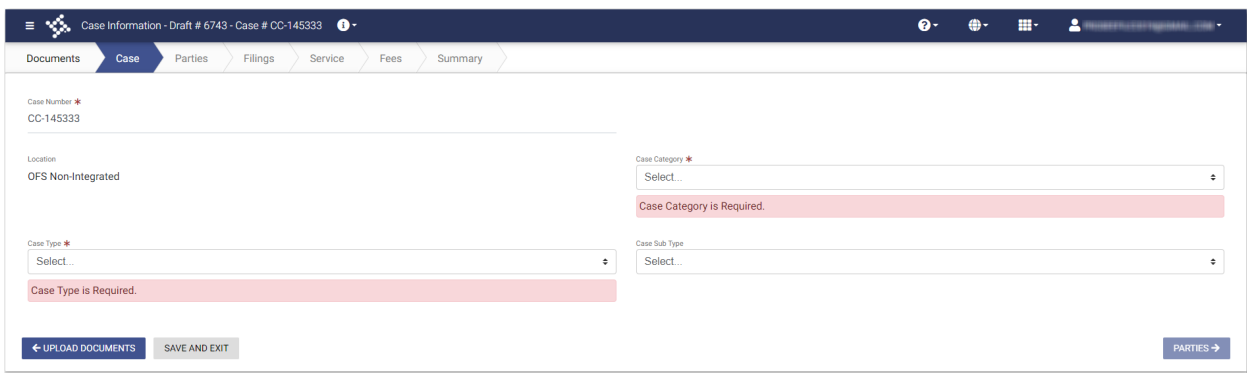 Case Information - Draft # 6743 - Case # CC-145333
Documents Case Parties Filings Service Fees Summary
Case Number *
CC-145333
Location
OFS Non-Integrated
Case Category *
Select...
Case Category is Required.
Case Type *
Select...
Case Type is Required.
Case Sub Type
Select...
UPLOAD DOCUMENTS SAVE AND EXIT PARTIES